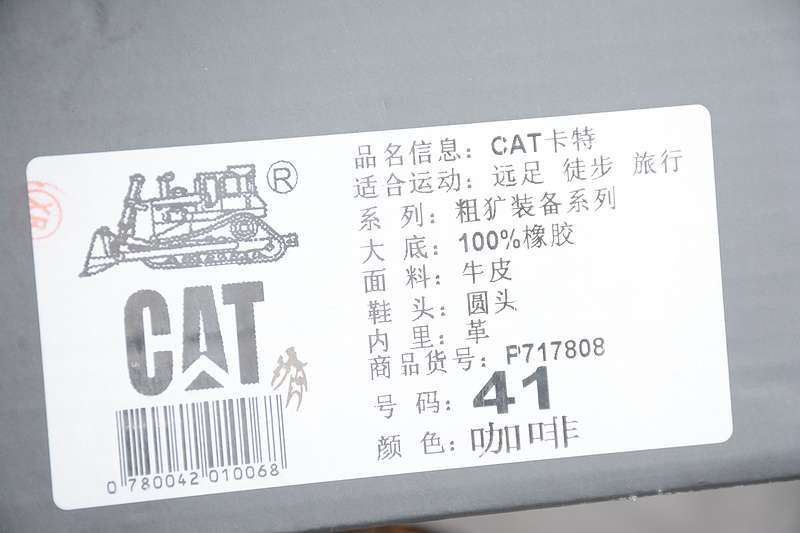 ®
CAT
0 780042 010068
品名信息：CAT卡特
适合运动：远足 徒步 旅行
系 列：粗犷装备系列
大 底：100%橡胶
面 料：牛皮
鞋 头：圆头
内 里：革
商品货号：P717808
号 码：41
颜 色：咖啡